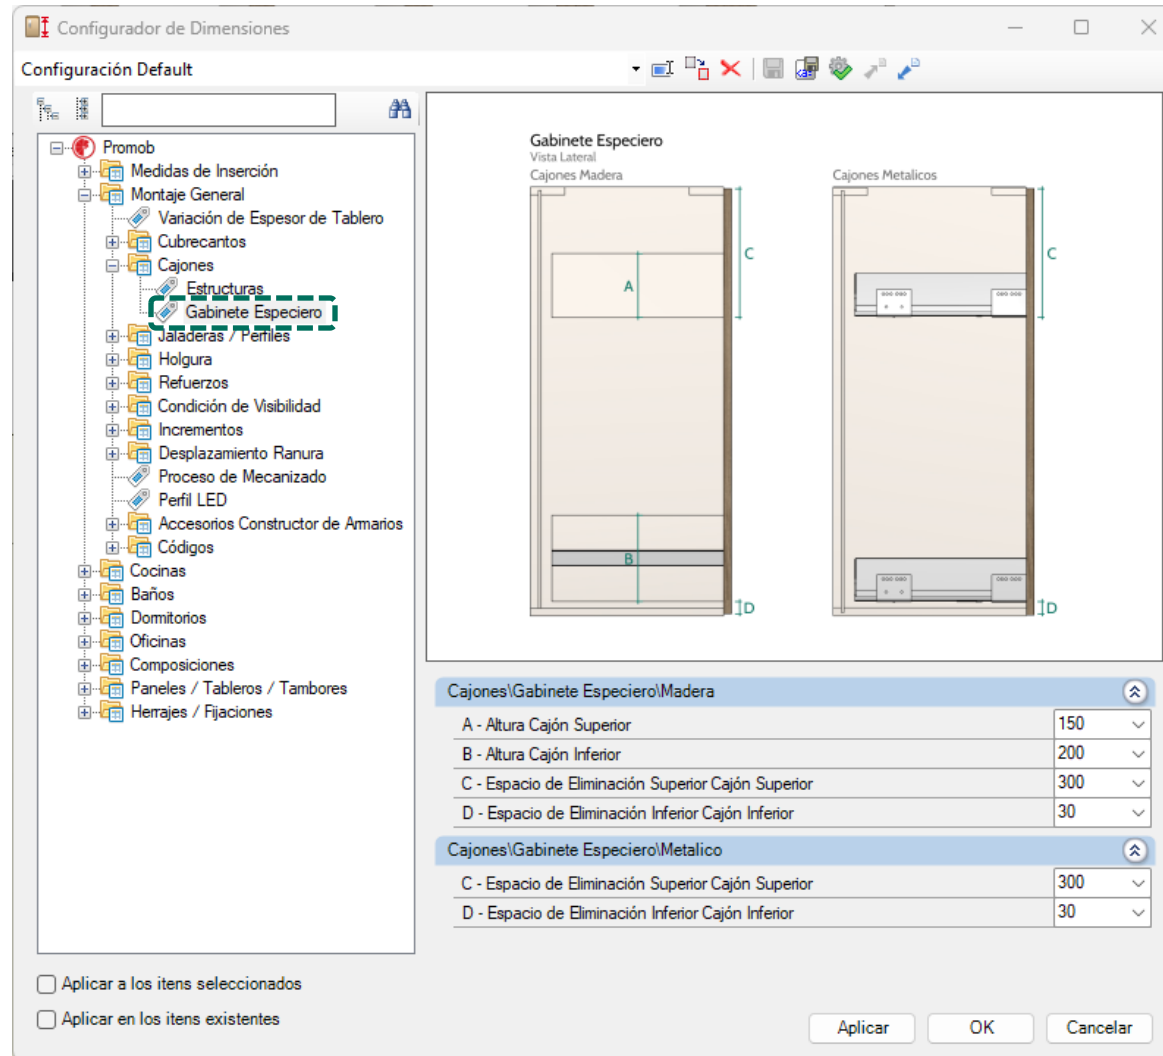 Configurador de Dimensiones
Configuración Default
Promob
Medidas de Inserción
Montaje General
Variación de Espesor de Tablero
Cubrecantos
Cajones
Estructuras
Gabinete Especiero
Jaladeras / Perfiles
Holgura
Refuerzos
Condición de Visibilidad
Incrementos
Desplazamiento Ranura
Proceso de Mecanizado
Perfil LED
Accesorios Constructor de Armarios
Códigos
Cocinas
Baños
Dormitorios
Oficinas
Composiciones
Paneles / Tableros / Tambores
Herrajes / Fijaciones
Gabinete Especiero
Vista Lateral
Cajones Madera
Cajones Metalicos
C
C
A
B
D
D
Cajones\Gabinete Especiero\Madera
A - Altura Cajón Superior 150
B - Altura Cajón Inferior 200
C - Espacio de Eliminación Superior Cajón Superior 300
D - Espacio de Eliminación Inferior Cajón Inferior 30
Cajones\Gabinete Especiero\Metalico
C - Espacio de Eliminación Superior Cajón Superior 300
D - Espacio de Eliminación Inferior Cajón Inferior 30
Aplicar a los itens seleccionados
Aplicar en los itens existentes
Aplicar OK Cancelar